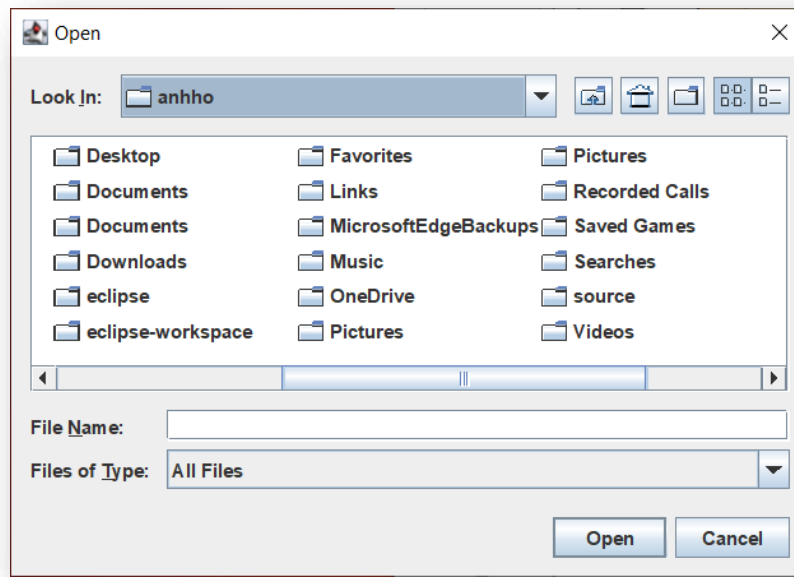 Open
Look In: anhho
Desktop Favorites Pictures
Documents Links Recorded Calls
Documents MicrosoftEdgeBackups Saved Games
Downloads Music Searches
eclipse OneDrive source
eclipse-workspace Pictures Videos
File Name:
Files of Type: All Files
Open Cancel